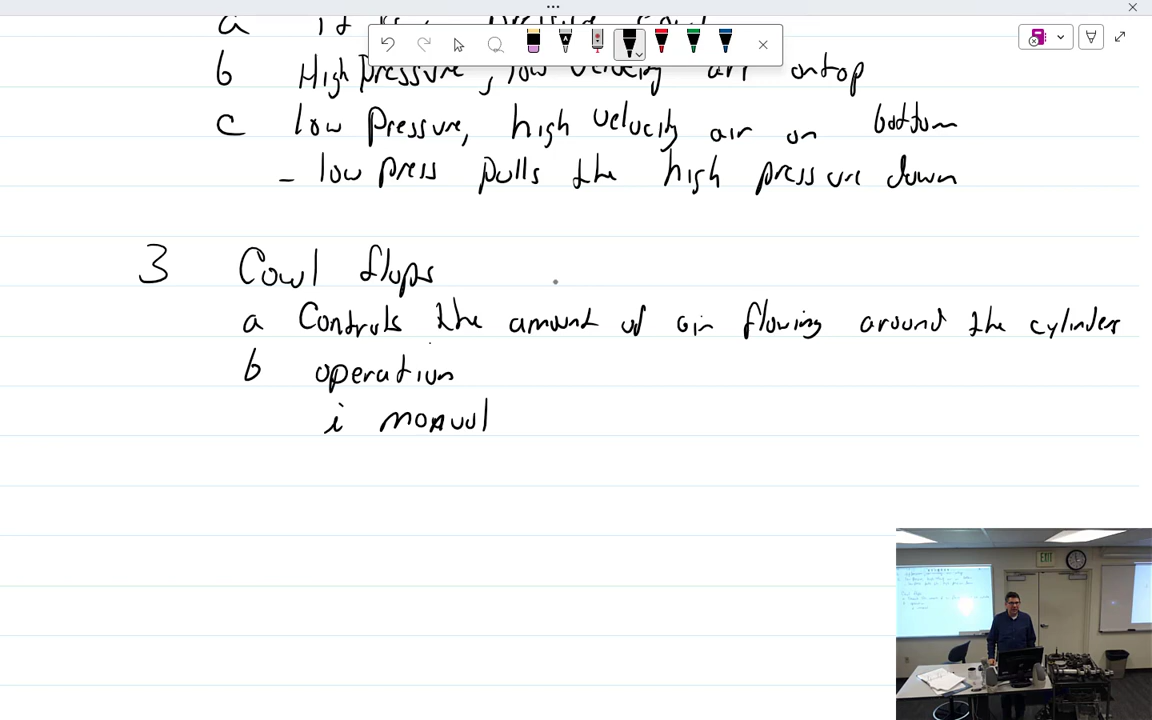 a
b High Pressure, low velocity air ontop
c low Pressure, high velocity air on bottom
- low press pulls the high pressure down
3 Cowl flaps
a Controls the amount of air flowing around the cylinder
b operation
i manual
EXIT